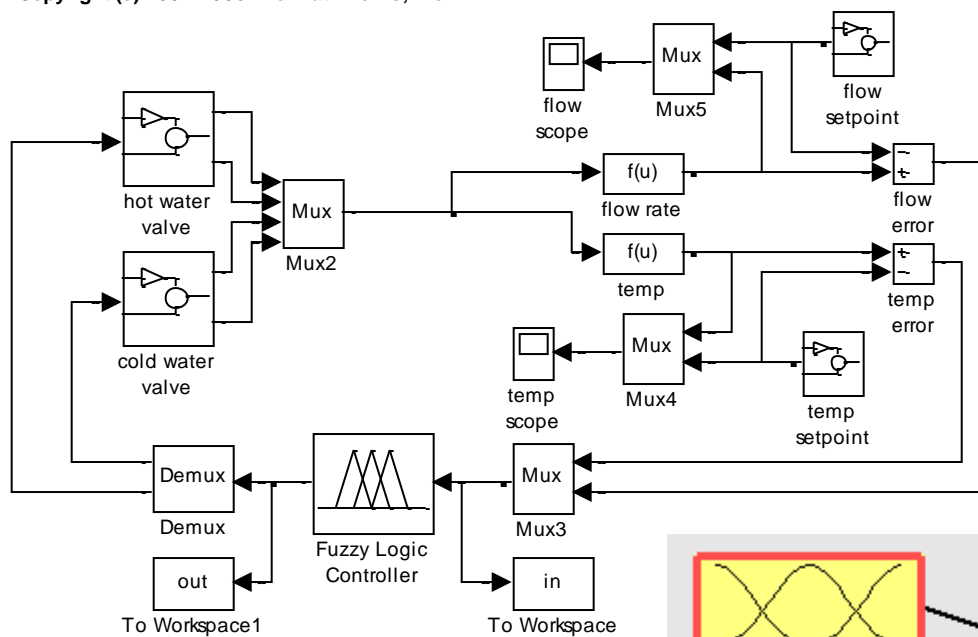 Mux
flow
scope
Mux5
flow
setpoint
hot water
valve
Mux
Mux2
f(u)
flow rate
−
+
flow
error
f(u)
temp
+
−
temp
error
cold water
valve
temp
scope
Mux
Mux4
temp
setpoint
Demux
Demux
Fuzzy Logic
Controller
Mux
Mux3
out
To Workspace1
in
To Workspace